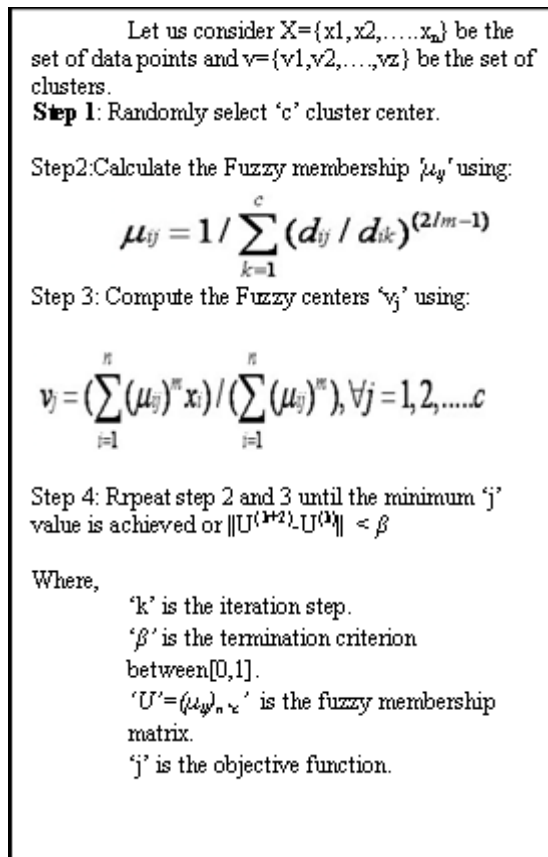 Let us consider X={x1,x2,.....xn} be the
set of data points and v={v1,v2,....,vz} be the set of
clusters.
Step 1: Randomly select ‘c’ cluster center.
Step2:Calculate the Fuzzy membership ‘μij’ using:
μij = 1 / ∑ k=1 c (dij / dik)^(2/m−1)
Step 3: Compute the Fuzzy centers ‘vj’ using:
vj = (∑ i=1 n (μij)^m xi) / (∑ i=1 n (μij)^m), ∀j = 1, 2, .....c
Step 4: Rrpeat step 2 and 3 until the minimum ‘j’
value is achieved or ||U^(k+2)-U^(k)|| < β
Where,
‘k’ is the iteration step.
‘β’ is the termination criterion
between[0,1].
‘U’=(μij)n*c’ is the fuzzy membership
matrix.
‘j’ is the objective function.